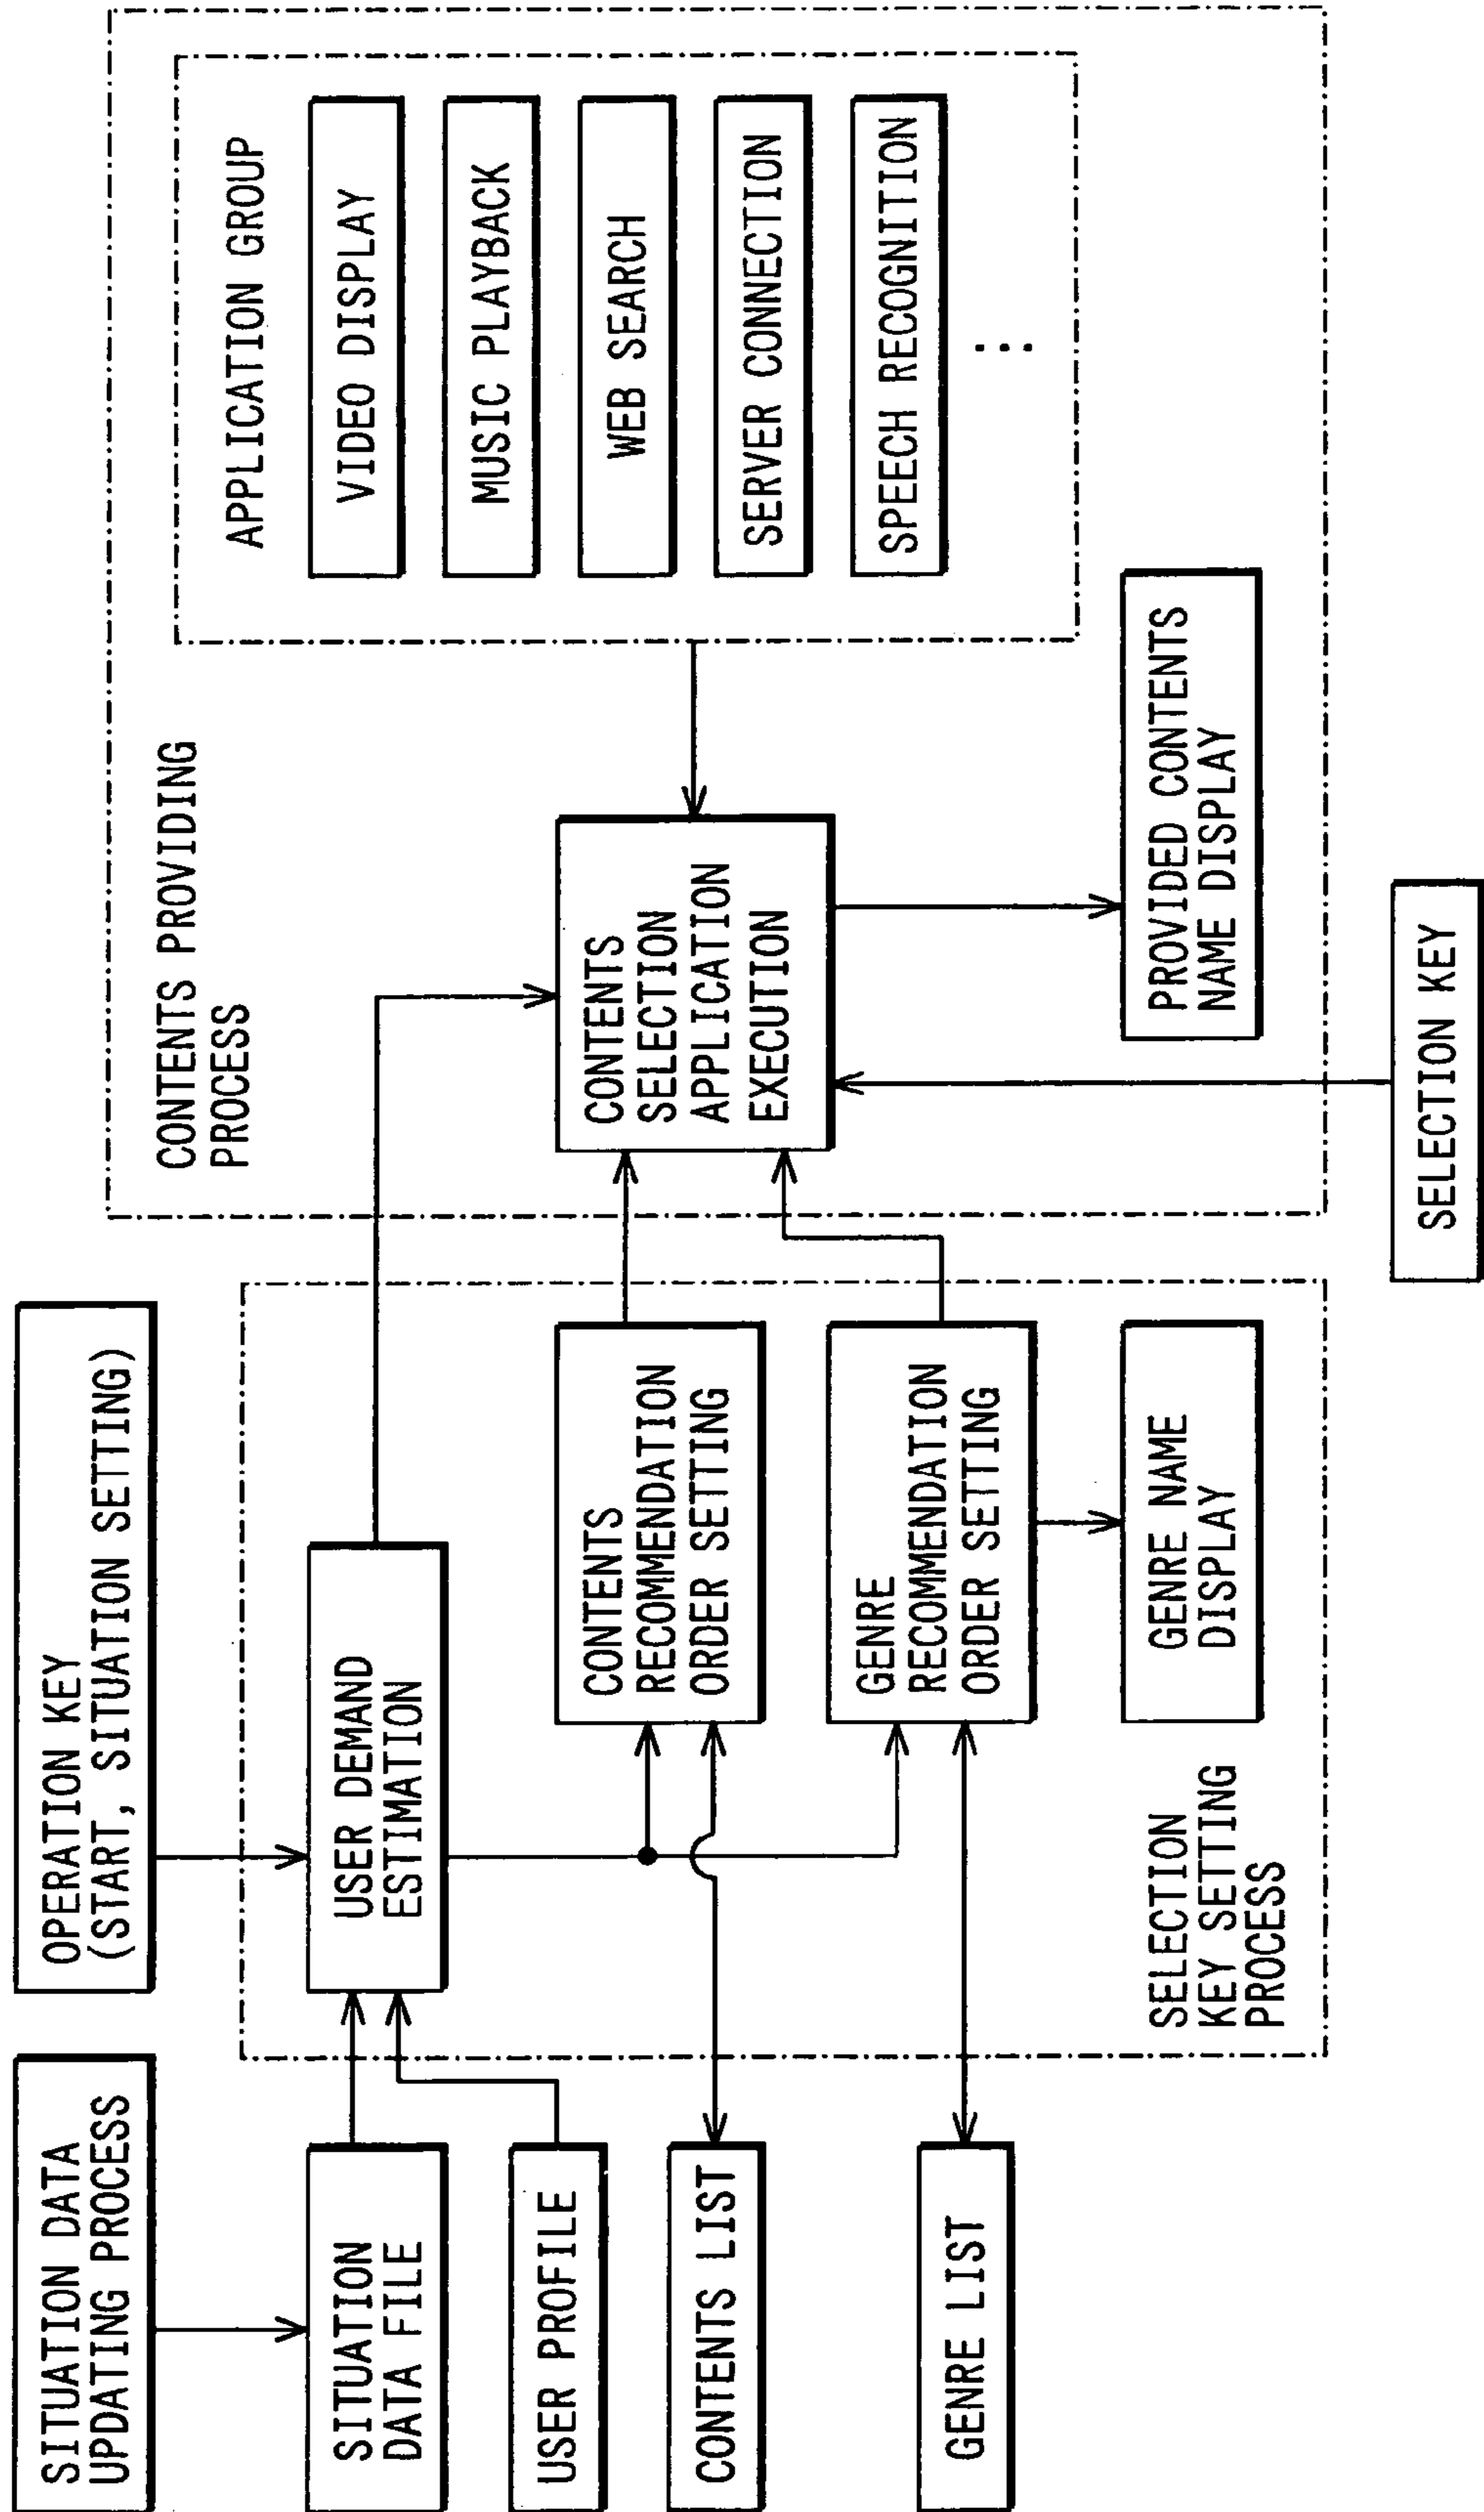 SITUATION DATA
UPDATING PROCESS
OPERATION KEY
(START, SITUATION SETTING)
SITUATION
DATA FILE
USER PROFILE
CONTENTS LIST
GENRE LIST
USER DEMAND
ESTIMATION
CONTENTS
RECOMMENDATION
ORDER SETTING
GENRE
RECOMMENDATION
ORDER SETTING
GENRE NAME
DISPLAY
SELECTION
KEY SETTING
PROCESS
CONTENTS PROVIDING
PROCESS
CONTENTS
SELECTION
APPLICATION
EXECUTION
PROVIDED CONTENTS
NAME DISPLAY
SELECTION KEY
APPLICATION GROUP
VIDEO DISPLAY
MUSIC PLAYBACK
WEB SEARCH
SERVER CONNECTION
SPEECH RECOGNITION
...